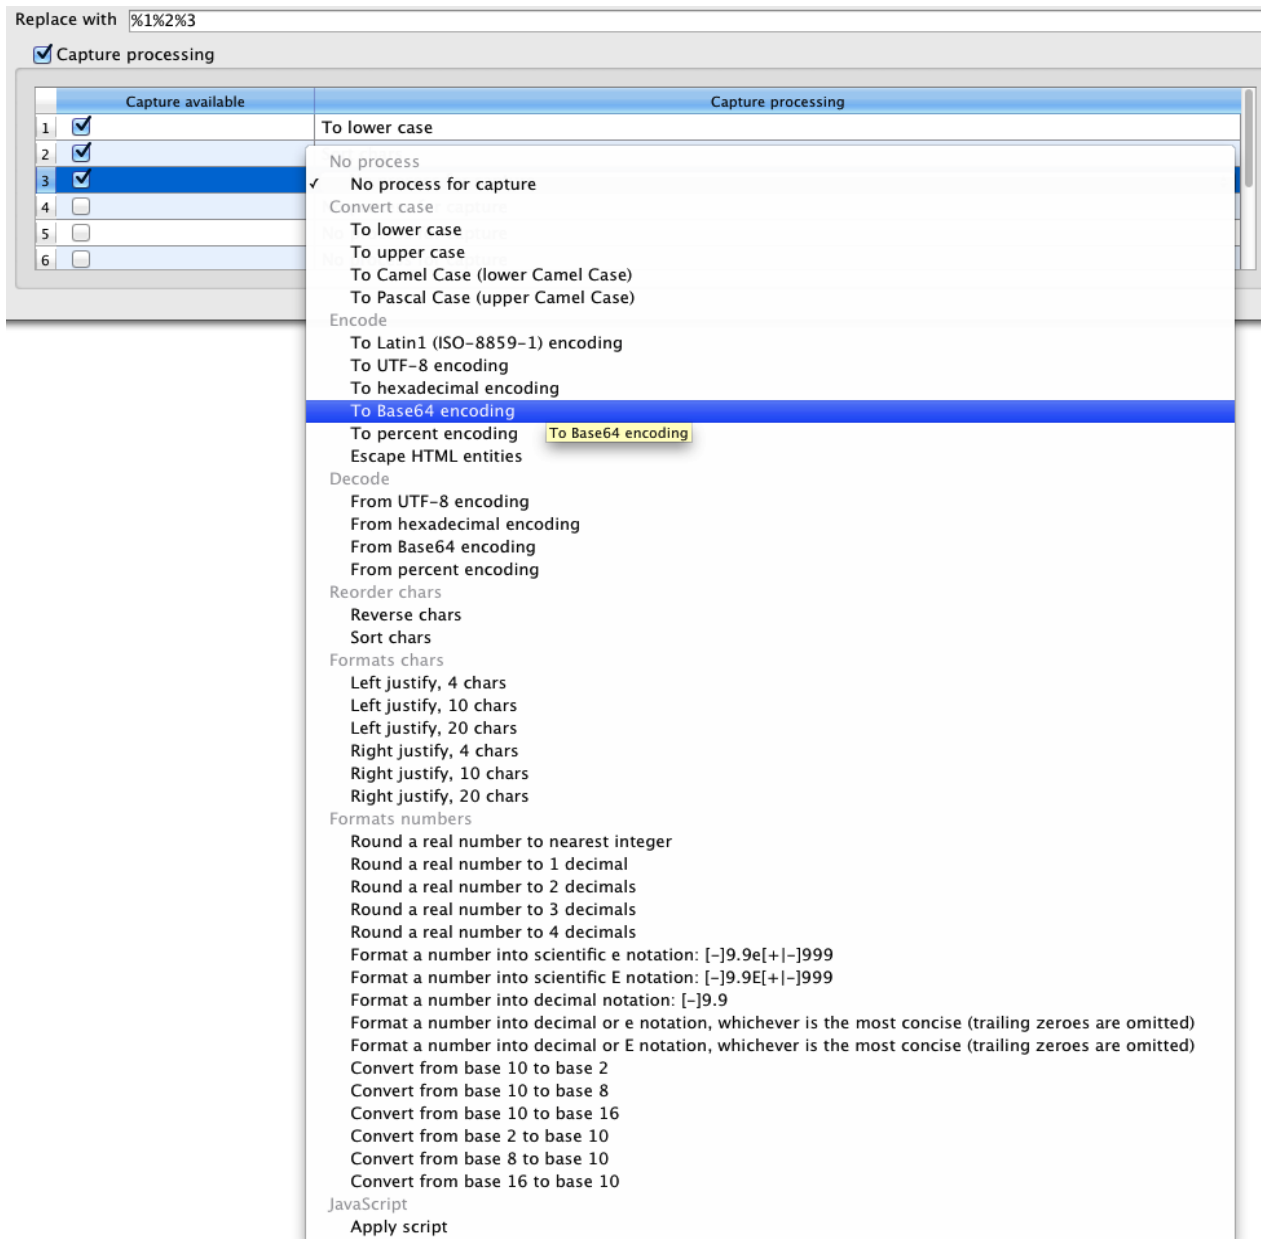 Replace with %1%2%3
Capture processing
Capture available Capture processing
1 To lower case
2
No process
3 ✓ No process for capture
4 Convert case
5 To lower case
To upper case
6 To Camel Case (lower Camel Case)
To Pascal Case (upper Camel Case)
Encode
To Latin1 (ISO-8859-1) encoding
To UTF-8 encoding
To hexadecimal encoding
To Base64 encoding
To percent encoding To Base64 encoding
Escape HTML entities
Decode
From UTF-8 encoding
From hexadecimal encoding
From Base64 encoding
From percent encoding
Reorder chars
Reverse chars
Sort chars
Formats chars
Left justify, 4 chars
Left justify, 10 chars
Left justify, 20 chars
Right justify, 4 chars
Right justify, 10 chars
Right justify, 20 chars
Formats numbers
Round a real number to nearest integer
Round a real number to 1 decimal
Round a real number to 2 decimals
Round a real number to 3 decimals
Round a real number to 4 decimals
Format a number into scientific e notation: [-]9.9e[+|-]999
Format a number into scientific E notation: [-]9.9E[+|-]999
Format a number into decimal notation: [-]9.9
Format a number into decimal or e notation, whichever is the most concise (trailing zeroes are omitted)
Format a number into decimal or E notation, whichever is the most concise (trailing zeroes are omitted)
Convert from base 10 to base 2
Convert from base 10 to base 8
Convert from base 10 to base 16
Convert from base 2 to base 10
Convert from base 8 to base 10
Convert from base 16 to base 10
JavaScript
Apply script